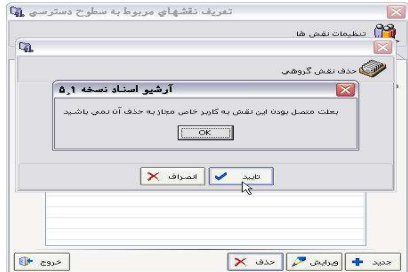 تعریف نقشهای مربوط به سطوح دسترسی
تنظیمات نقش ها
حذف نقش گروهی
آرشیو اسناد نسخه ۵٫۱
بعلت متصل بودن این نقش به کاربر خاص مجاز به حذف آن نمی باشید
OK
تایید
انصراف
جدید
ویرایش
حذف
خروج